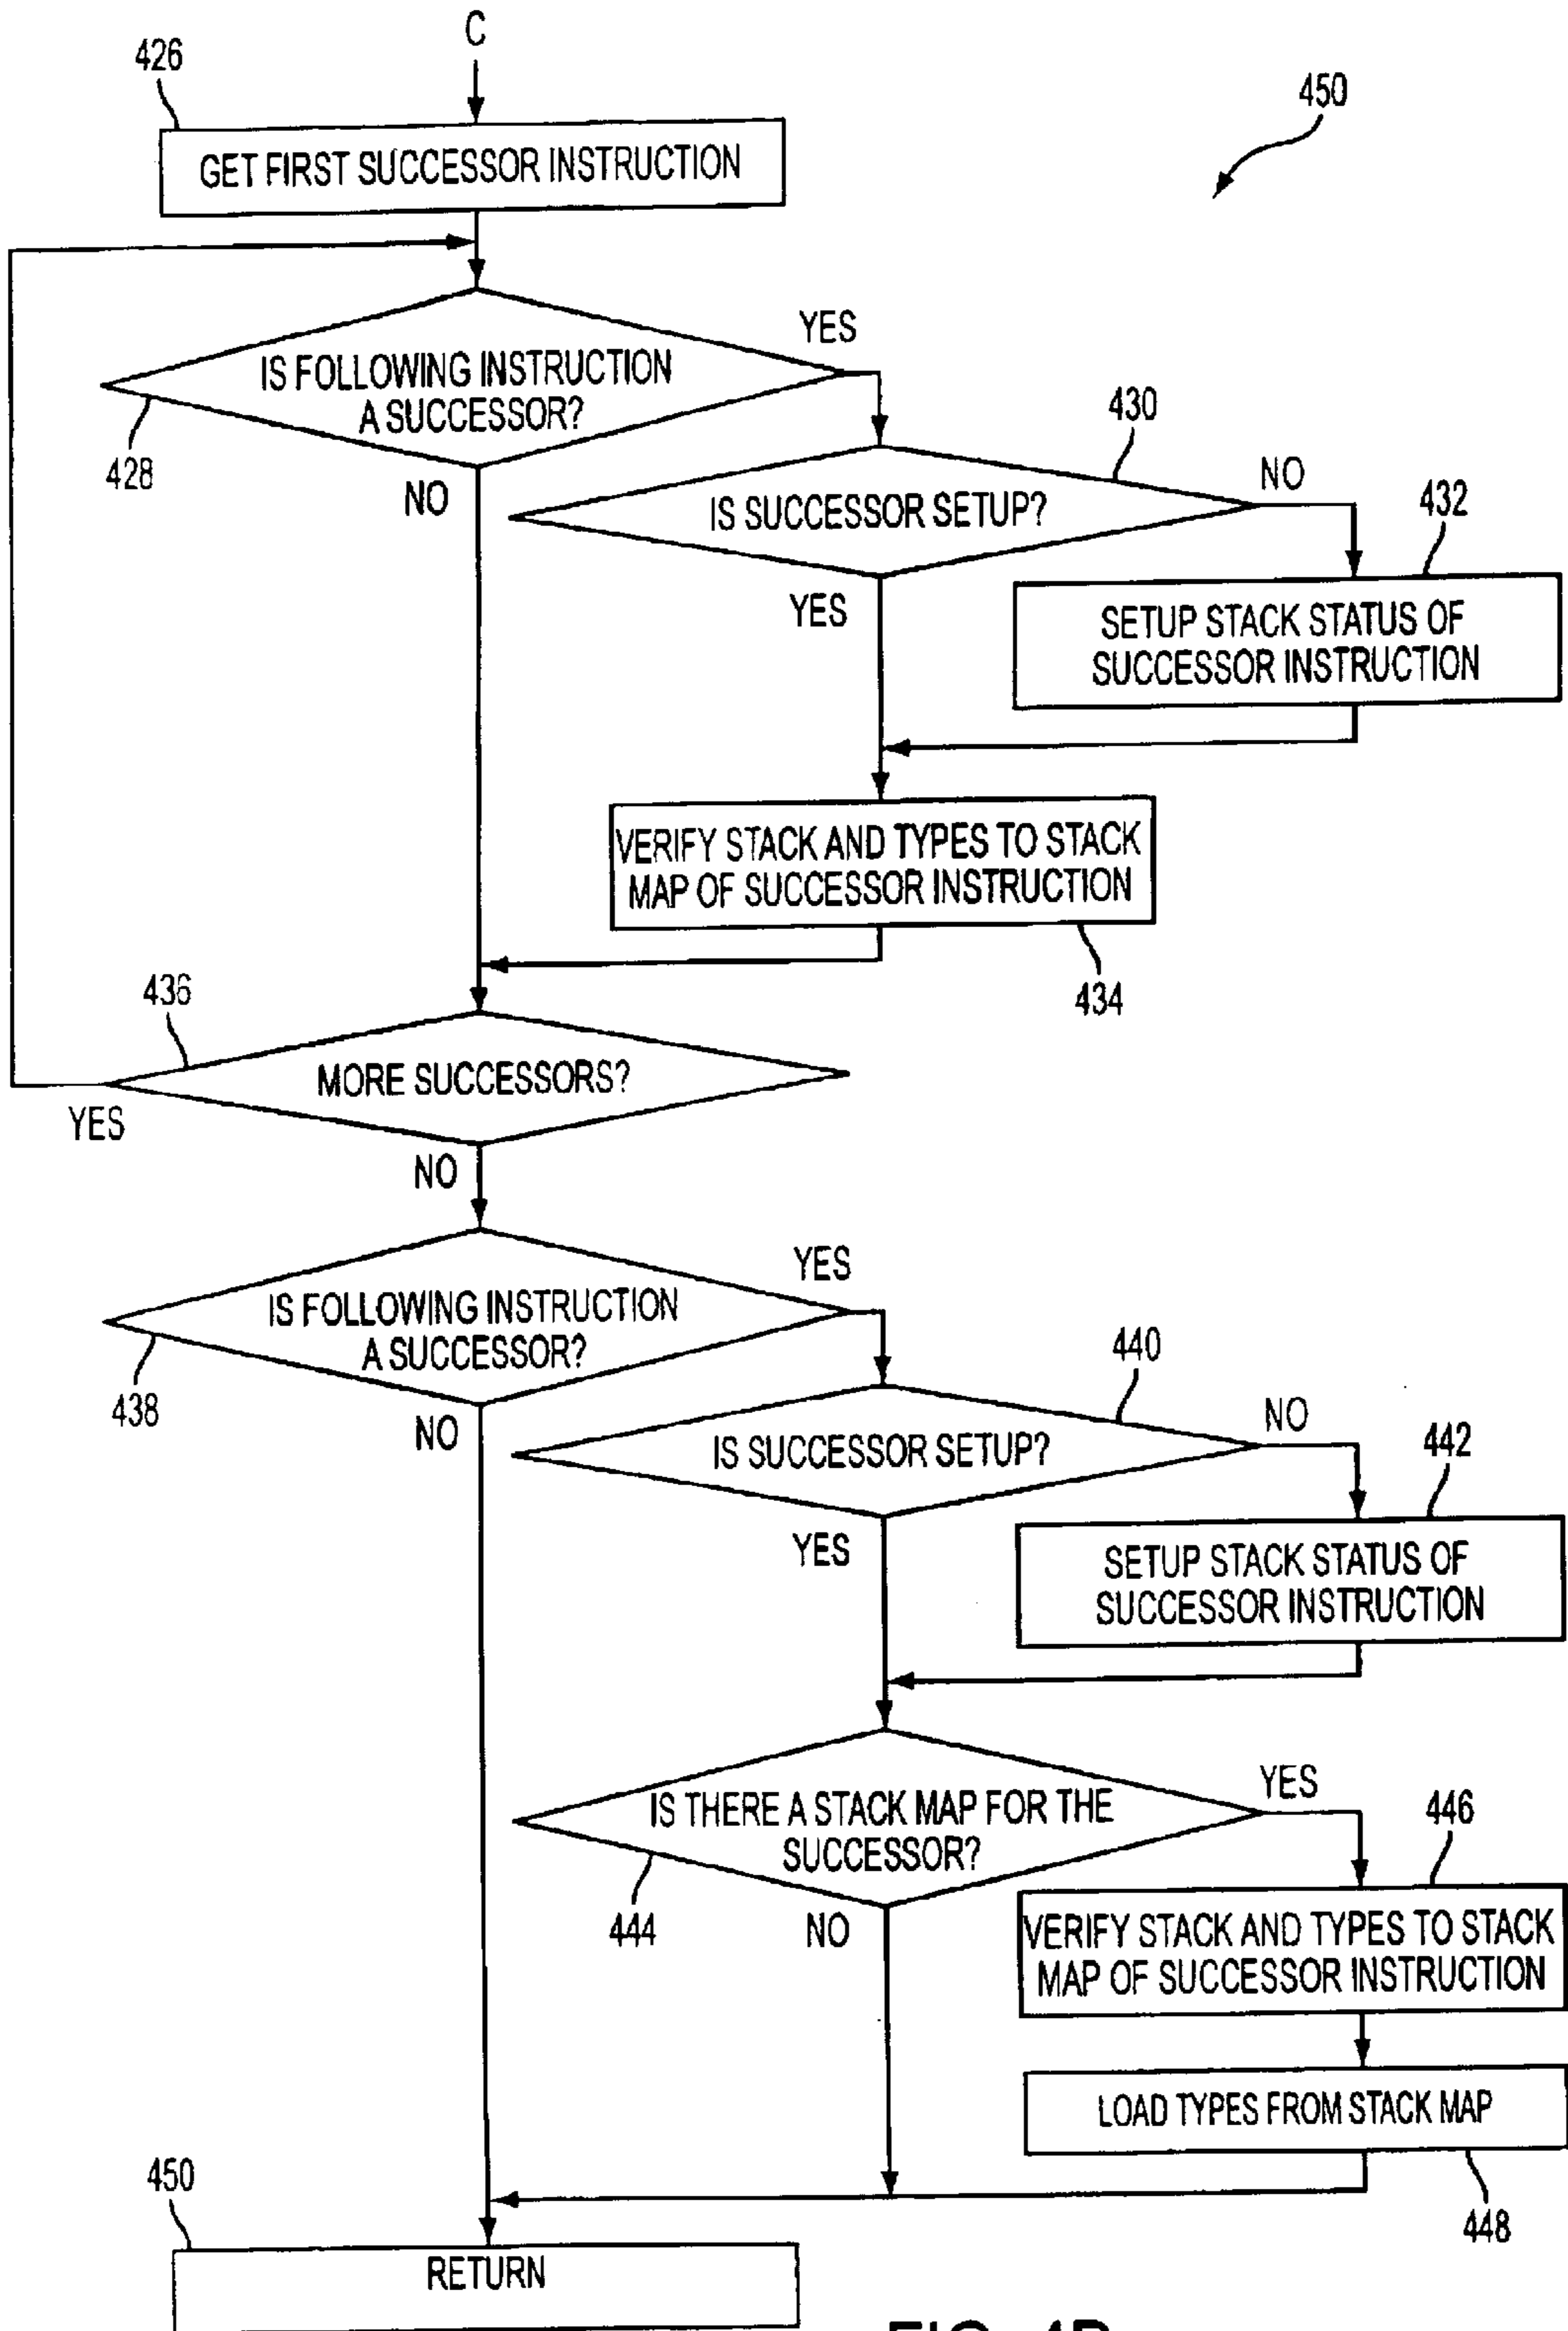 C
426
450
GET FIRST SUCCESSOR INSTRUCTION
YES
IS FOLLOWING INSTRUCTION
A SUCCESSOR?
428
NO
430
IS SUCCESSOR SETUP?
NO
432
YES
SETUP STACK STATUS OF
SUCCESSOR INSTRUCTION
VERIFY STACK AND TYPES TO STACK
MAP OF SUCCESSOR INSTRUCTION
434
436
MORE SUCCESSORS?
YES
NO
YES
IS FOLLOWING INSTRUCTION
A SUCCESSOR?
438
NO
440
IS SUCCESSOR SETUP?
NO
442
YES
SETUP STACK STATUS OF
SUCCESSOR INSTRUCTION
IS THERE A STACK MAP FOR THE
SUCCESSOR?
YES
444
NO
446
VERIFY STACK AND TYPES TO STACK
MAP OF SUCCESSOR INSTRUCTION
LOAD TYPES FROM STACK MAP
448
450
RETURN